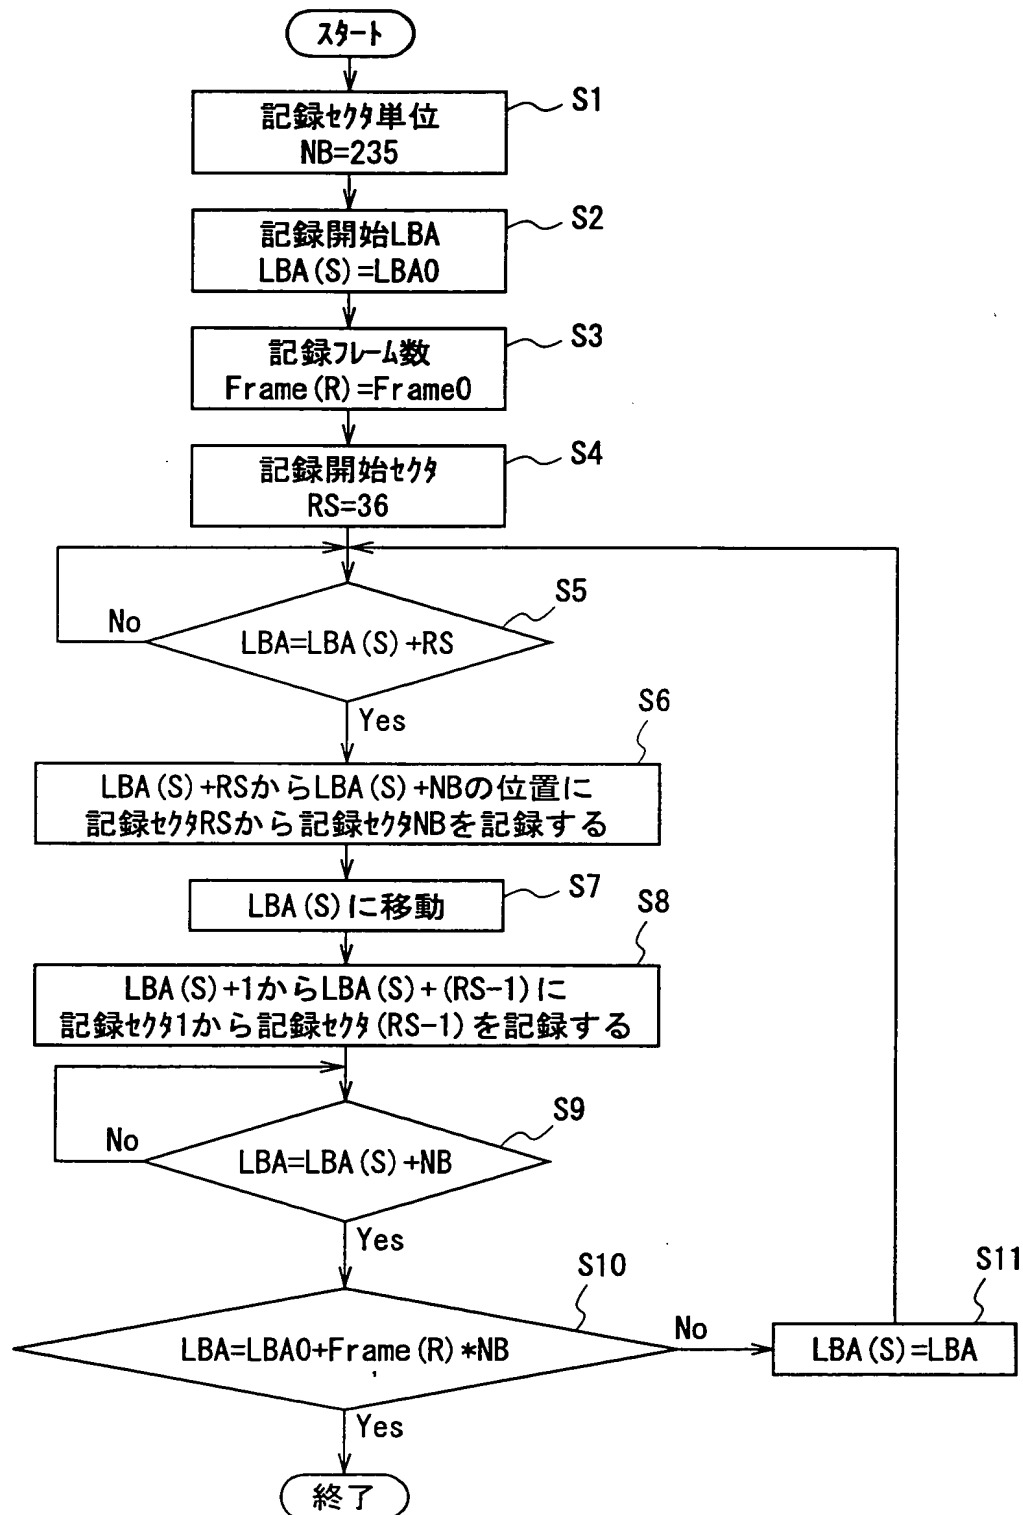 スタート
記録セクタ単位
NB=235
S1
記録開始LBA
LBA(S)=LBA0
S2
記録フレーム数
Frame(R)=Frame0
S3
記録開始セクタ
RS=36
S4
LBA=LBA(S)+RS
S5
No
Yes
LBA(S)+RSからLBA(S)+NBの位置に
記録セクタRSから記録セクタNBを記録する
S6
LBA(S)に移動
S7
LBA(S)+1からLBA(S)+(RS-1)に
記録セクタ1から記録セクタ(RS-1)を記録する
S8
LBA=LBA(S)+NB
S9
No
Yes
LBA=LBA0+Frame(R)*NB
S10
No
LBA(S)=LBA
S11
Yes
終了